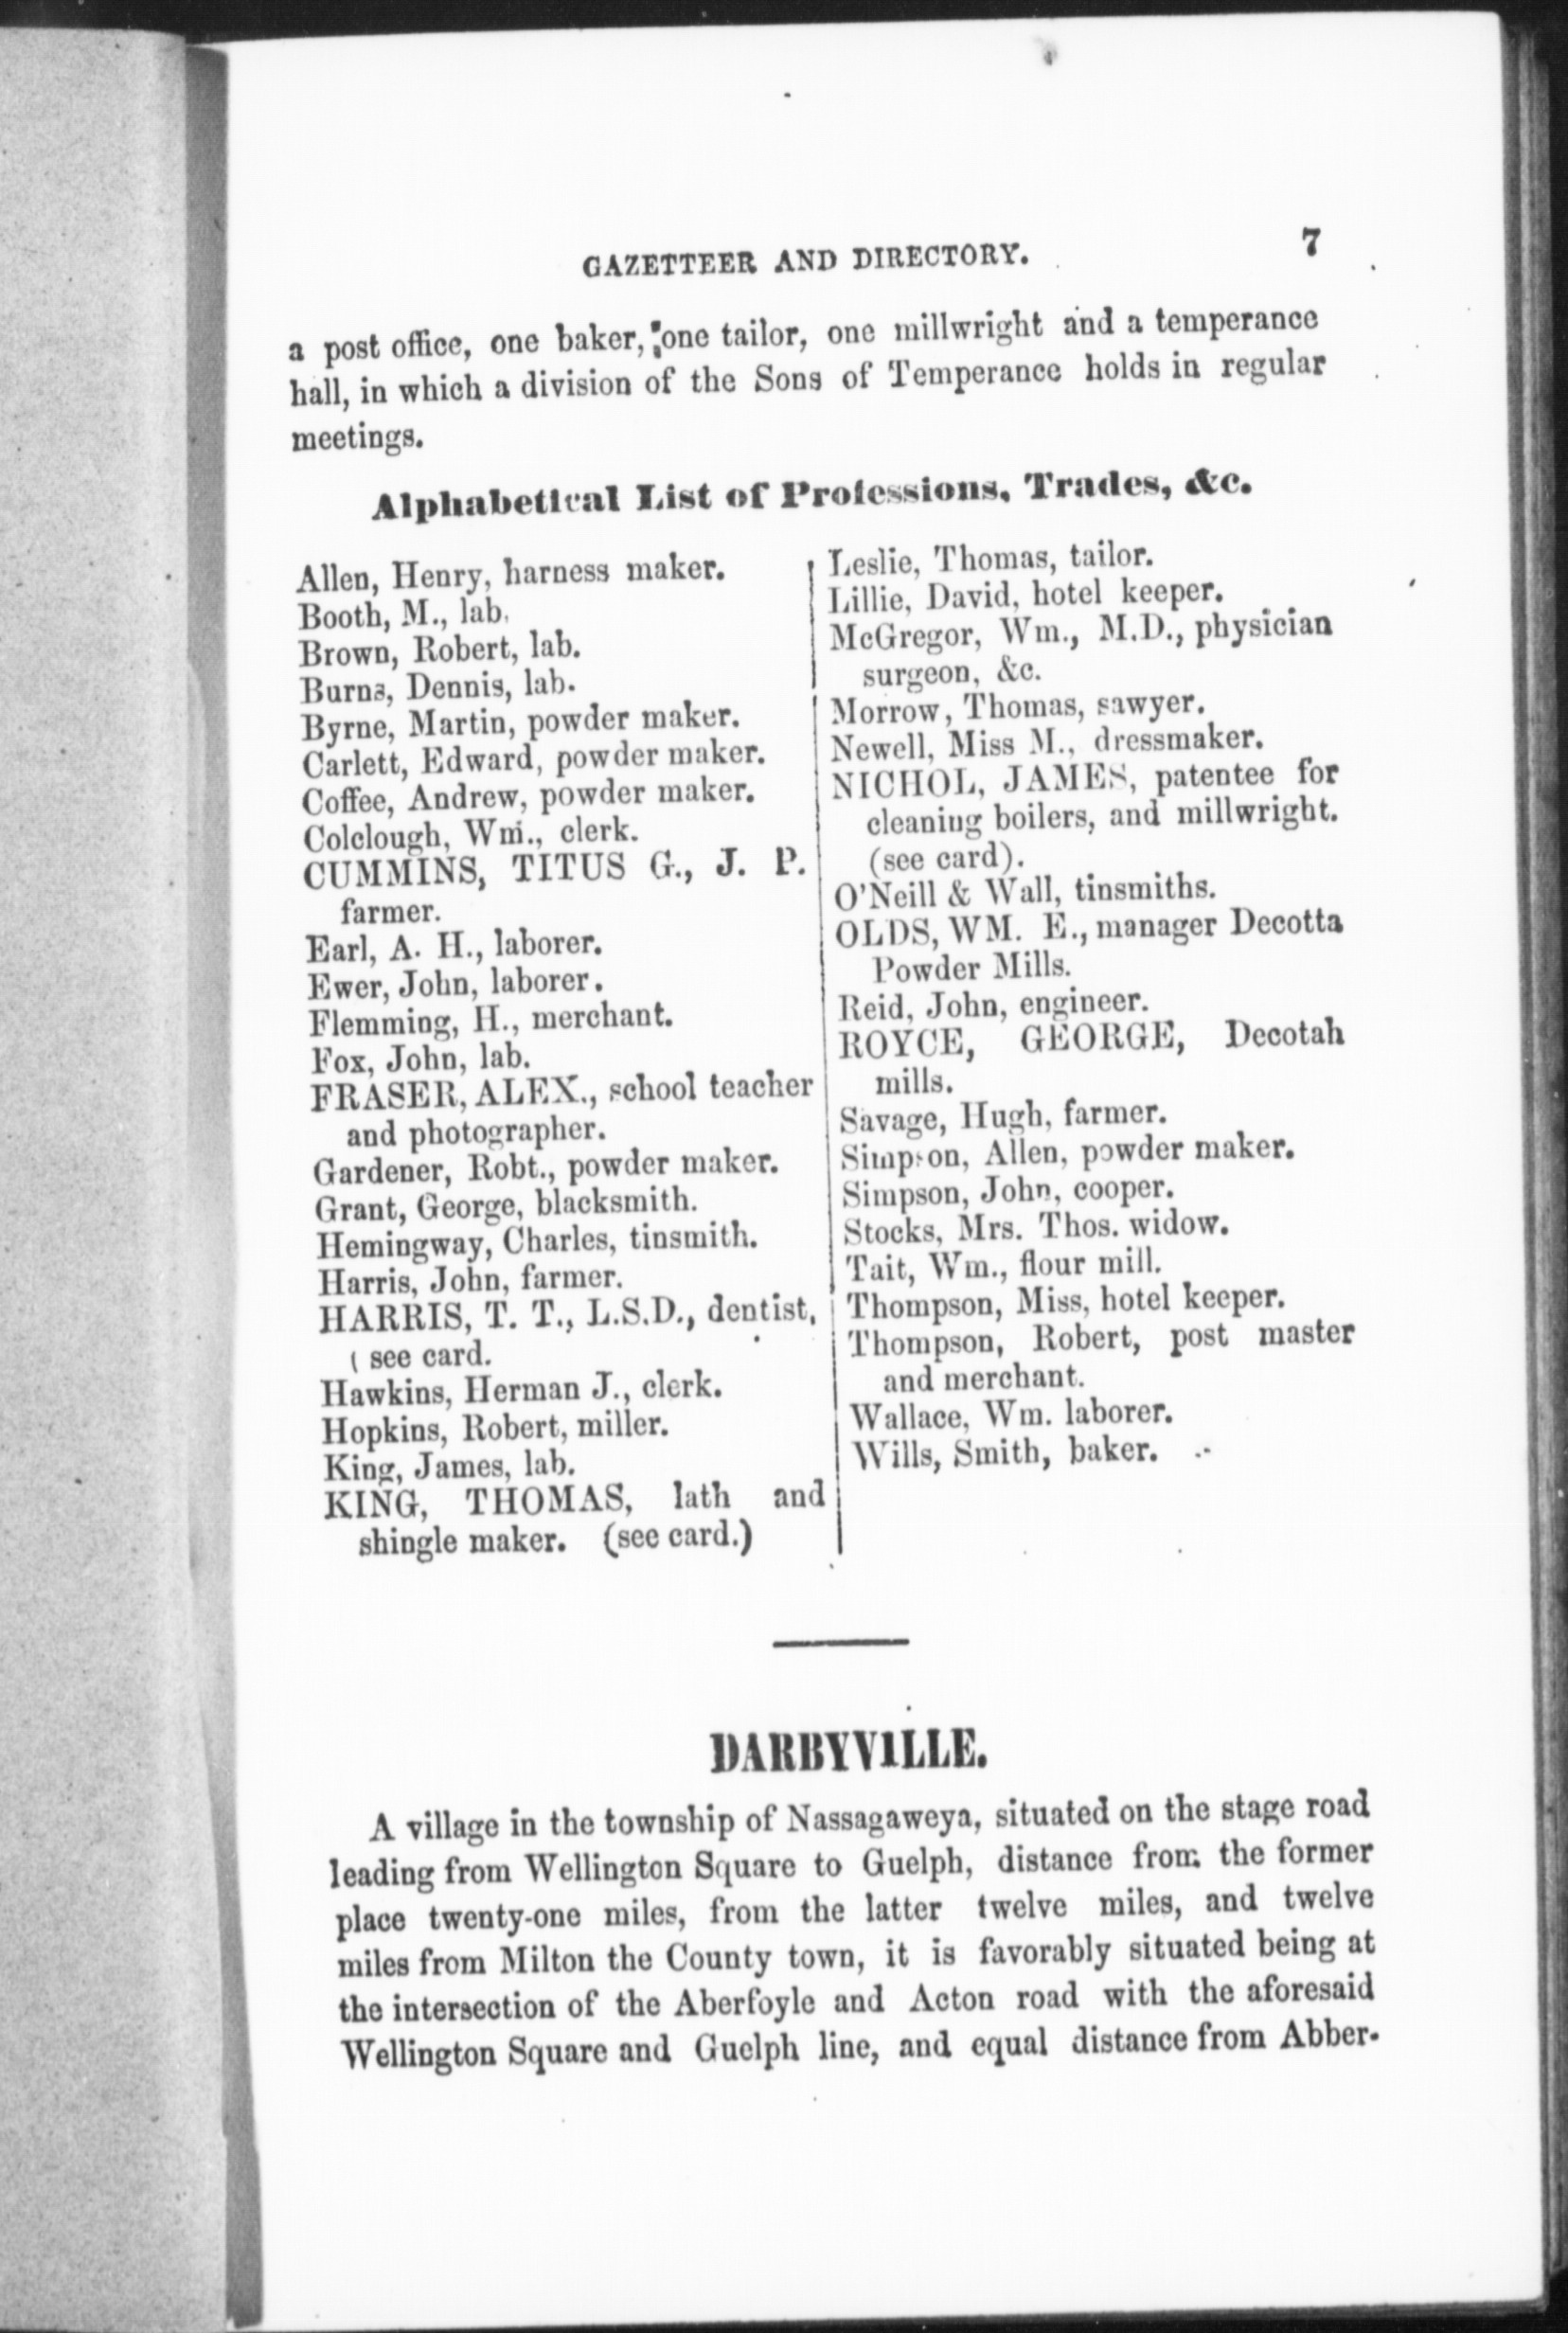 GAZETTEER AND DIRECTORY. 7
a post office, one baker, one tailor, one millwright and a temperance
hall, in which a division of the Sons of Temperance holds in regular
meetings.
Alphabetical List of Professions, Trades, &c.
Allen, Henry, harness maker.
Booth, M., lab.
Brown, Robert, lab.
Burns, Dennis, lab.
Byrne, Martin, powder maker.
Carlett, Edward, powder maker.
Coffee, Andrew, powder maker.
Colclough, Wm., clerk.
CUMMINS, TITUS G., J. P.
farmer.
Earl, A. H., laborer.
Ewer, John, laborer.
Flemming, H., merchant.
Fox, John, lab.
FRASER, ALEX., school teacher
and photographer.
Gardener, Robt., powder maker.
Grant, George, blacksmith.
Hemingway, Charles, tinsmith.
Harris, John, farmer.
HARRIS, T. T., L.S.D., dentist,
( see card.
Hawkins, Herman J., clerk.
Hopkins, Robert, miller.
King, James, lab.
KING, THOMAS, lath and
shingle maker. (see card.)
Leslie, Thomas, tailor.
Lillie, David, hotel keeper.
McGregor, Wm., M.D., physician
surgeon, &c.
Morrow, Thomas, sawyer.
Newell, Miss M., dressmaker.
NICHOL, JAMES, patentee for
cleaning boilers, and millwright.
(see card).
O'Neill & Wall, tinsmiths.
OLDS, WM. E., manager Decotta
Powder Mills.
Reid, John, engineer.
ROYCE, GEORGE, Decotah
mills.
Savage, Hugh, farmer.
Simpson, Allen, powder maker.
Simpson, John, cooper.
Stocks, Mrs. Thos. widow.
Tait, Wm., flour mill.
Thompson, Miss, hotel keeper.
Thompson, Robert, post master
and merchant.
Wallace, Wm. laborer.
Wills, Smith, baker.
DARBYVILLE.
A village in the township of Nassagaweya, situated on the stage road
leading from Wellington Square to Guelph, distance from the former
place twenty-one miles, from the latter twelve miles, and twelve
miles from Milton the County town, it is favorably situated being at
the intersection of the Aberfoyle and Acton road with the aforesaid
Wellington Square and Guelph line, and equal distance from Abber-